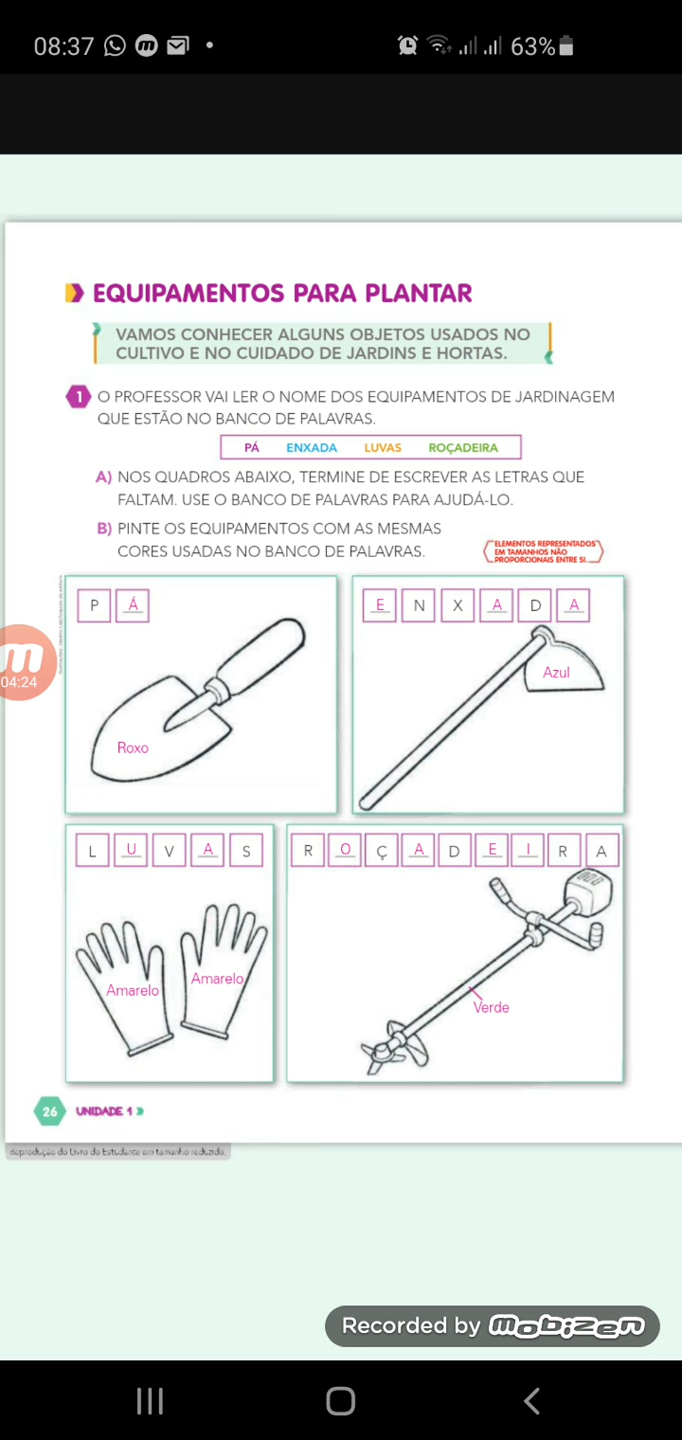 08:37 63%
EQUIPAMENTOS PARA PLANTAR
VAMOS CONHECER ALGUNS OBJETOS USADOS NO
CULTIVO E NO CUIDADO DE JARDINS E HORTAS.
1 O PROFESSOR VAI LER O NOME DOS EQUIPAMENTOS DE JARDINAGEM
QUE ESTÃO NO BANCO DE PALAVRAS.
PÁ ENXADA LUVAS ROÇADEIRA
A) NOS QUADROS ABAIXO, TERMINE DE ESCREVER AS LETRAS QUE
FALTAM. USE O BANCO DE PALAVRAS PARA AJUDÁ-LO.
B) PINTE OS EQUIPAMENTOS COM AS MESMAS
CORES USADAS NO BANCO DE PALAVRAS.
ELEMENTOS REPRESENTADOS
EM TAMANHOS NÃO
PROPORCIONAIS ENTRE SI.
P Á
Roxo
E N X A D A
Azul
m
04:24
L U V A S
Amarelo Amarelo
R O Ç A D E I R A
Verde
26 UNIDADE 1
Reprodução do Livro do Estudante em tamanho reduzido.
Recorded by mobizen